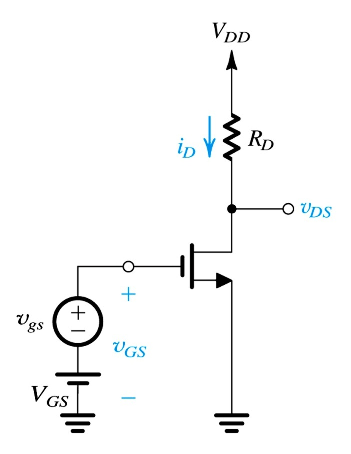 V_DD
i_D
R_D
v_DS
+
v_gs
+
−
v_GS
V_GS
−